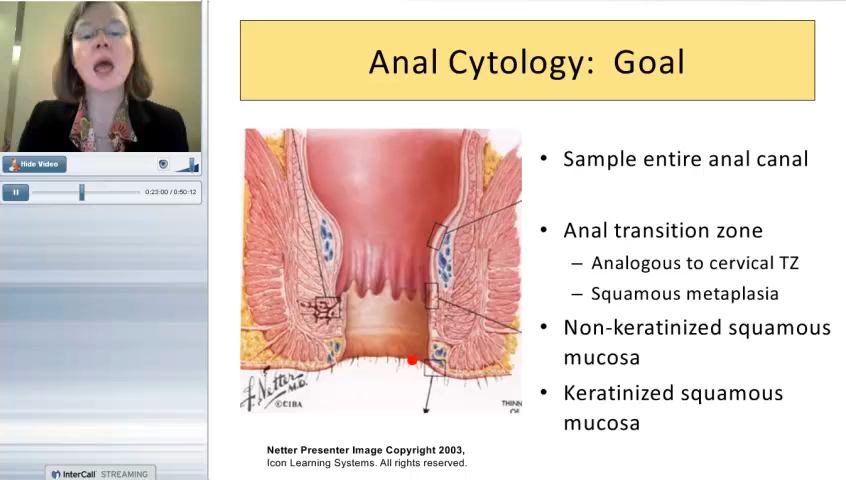 Anal Cytology: Goal
Hide Video
0:23:00 / 0:50:12
• Sample entire anal canal
• Anal transition zone
– Analogous to cervical TZ
– Squamous metaplasia
• Non-keratinized squamous
mucosa
• Keratinized squamous
mucosa
F. Netter
M.D.
©CIBA
THINN
OF
Netter Presenter Image Copyright 2003,
Icon Learning Systems. All rights reserved.
InterCall STREAMING